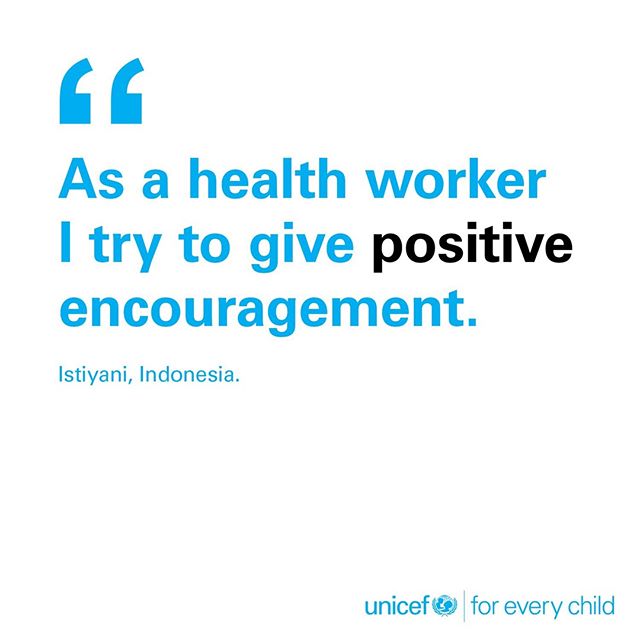 “
As a health worker
I try to give positive
encouragement.
Istiyani, Indonesia.
unicef for every child